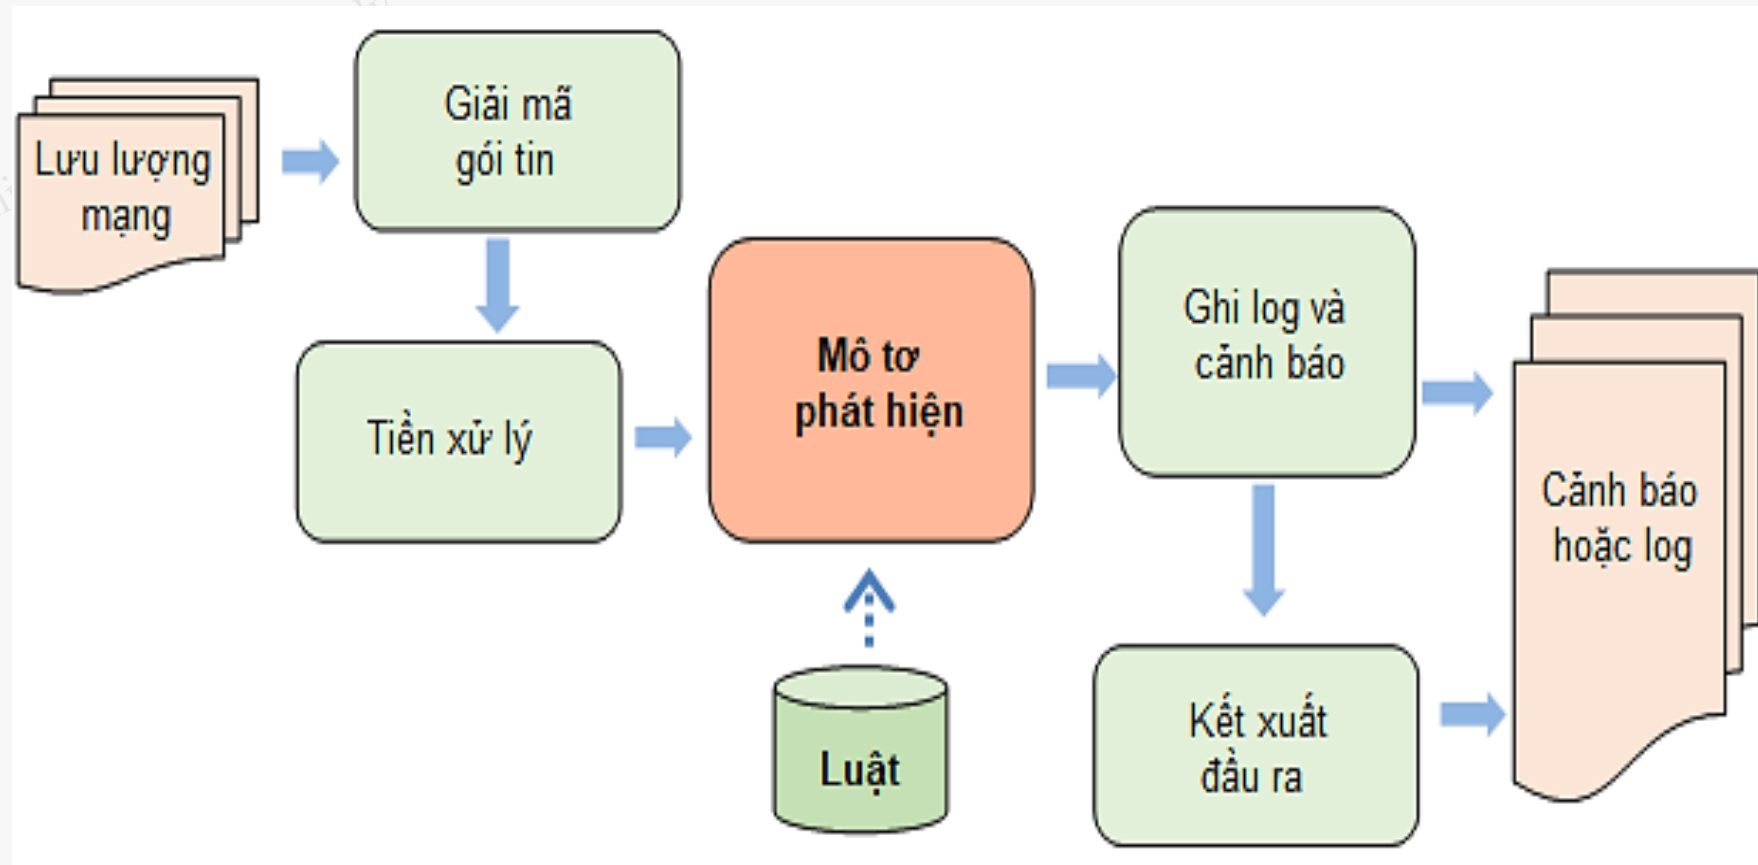 Lưu lượng
mạng
Giải mã
gói tin
Tiền xử lý
Mô tơ
phát hiện
Luật
Ghi log và
cảnh báo
Kết xuất
đầu ra
Cảnh báo
hoặc log